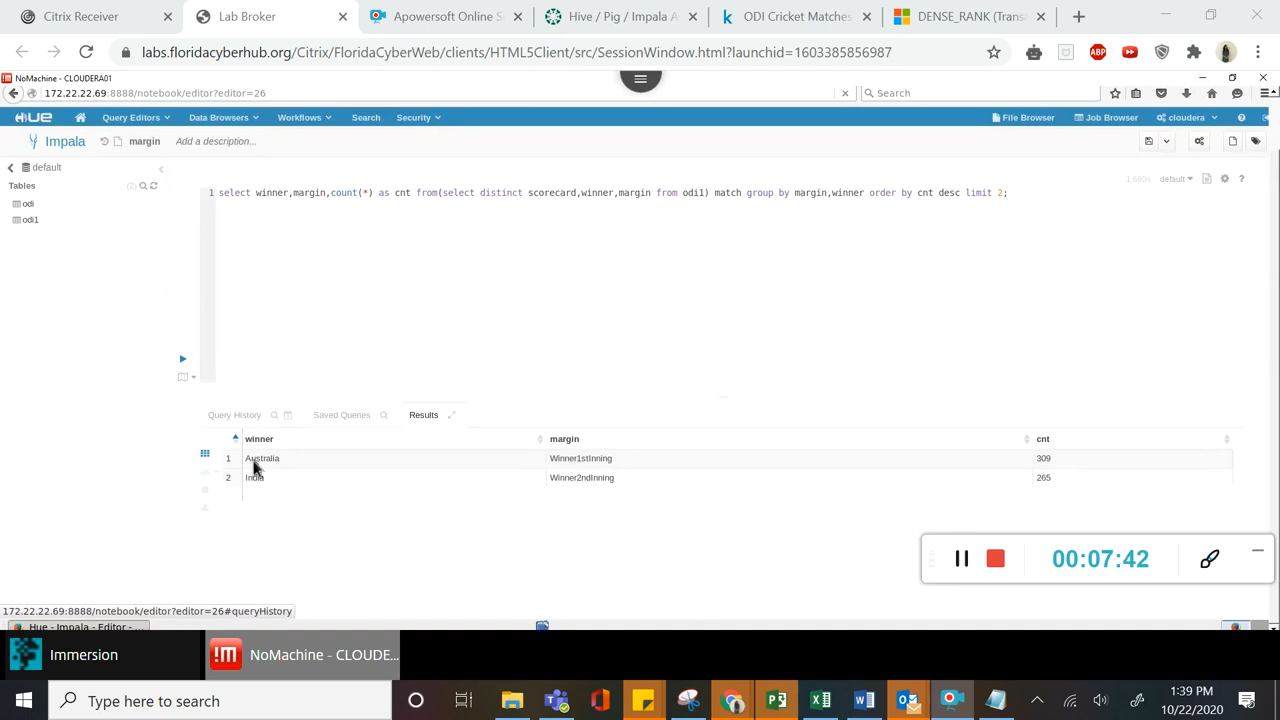 Citrix Receiver
Lab Broker
Apowersoft Online S
Hive / Pig / Impala A
ODI Cricket Matches
DENSE_RANK (Trans
labs.floridacyberhub.org/Citrix/FloridaCyberWeb/clients/HTML5Client/src/SessionWindow.html?launchid=1603385856987
ABP
NoMachine - CLOUDERA01
172.22.22.69:8888/notebook/editor?editor=26
Search
HUE Query Editors Data Browsers Workflows Search Security File Browser Job Browser cloudera
Impala margin Add a description...
default
Tables (2)
odi
odi1
1 select winner,margin,count(*) as cnt from(select distinct scorecard,winner,margin from odi1) match group by margin,winner order by cnt desc limit 2;
1.680s default ?
Query History Saved Queries Results
winner margin cnt
1 Australia Winner1stInning 309
2 India Winner2ndInning 265
00:07:42
172.22.22.69:8888/notebook/editor?editor=26#queryHistory
Hue - Impala - Editor - ...
Immersion
!M NoMachine - CLOUDE...
Type here to search
1:39 PM
10/22/2020